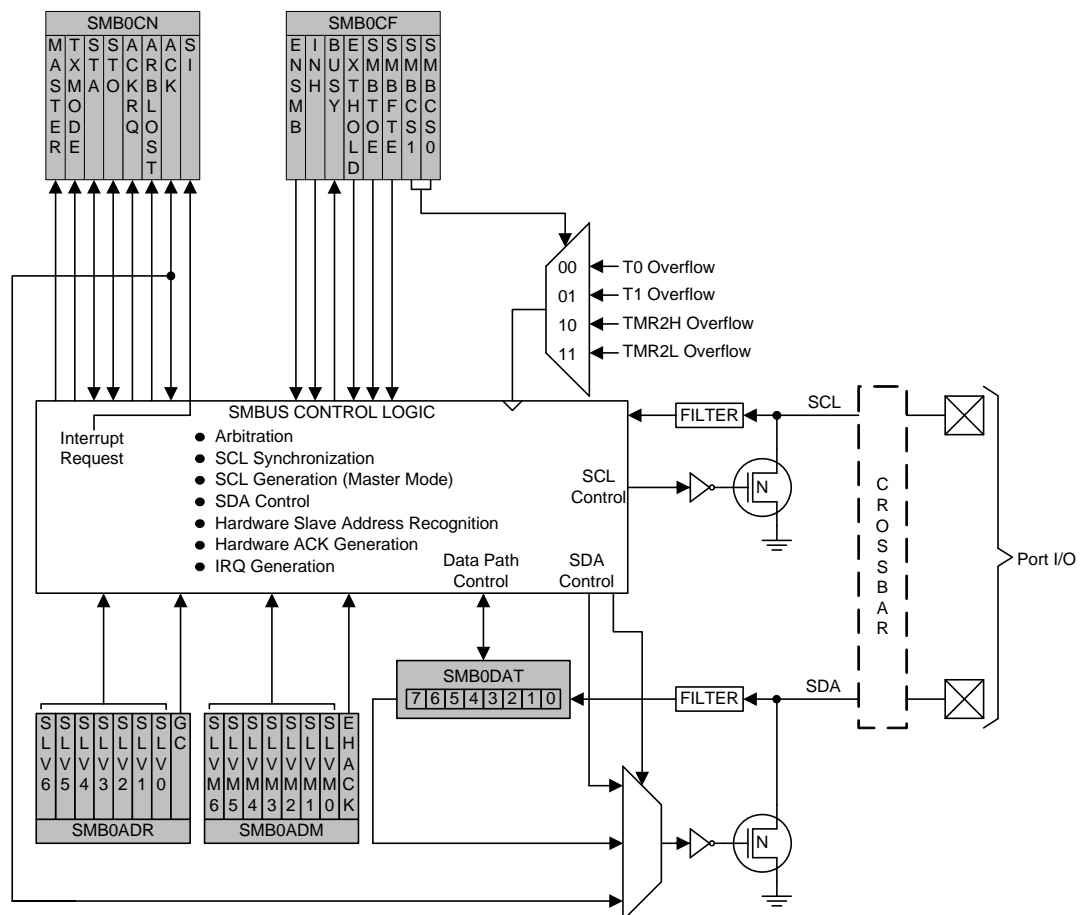 SMB0CN
MASTER
TXMODE
STA
STO
ACKRQ
ARBLOST
ACK
SI
SMB0CF
ENSMB
INH
BUSY
EXTHOLD
SMBTOE
SMBFTE
SMBCS1
SMBCS0
00
T0 Overflow
01
T1 Overflow
10
TMR2H Overflow
11
TMR2L Overflow
SMBUS CONTROL LOGIC
Interrupt
Request
● Arbitration
● SCL Synchronization
● SCL Generation (Master Mode)
● SDA Control
● Hardware Slave Address Recognition
● Hardware ACK Generation
● IRQ Generation
Data Path
Control
SDA
Control
SCL
Control
FILTER
SCL
N
CROSSBAR
Port I/O
SMB0DAT
7 6 5 4 3 2 1 0
FILTER
SDA
N
SLV6
SLV5
SLV4
SLV3
SLV2
SLV1
SLV0
GC
SMB0ADR
SLVM6
SLVM5
SLVM4
SLVM3
SLVM2
SLVM1
SLVM0
EHACK
SMB0ADM